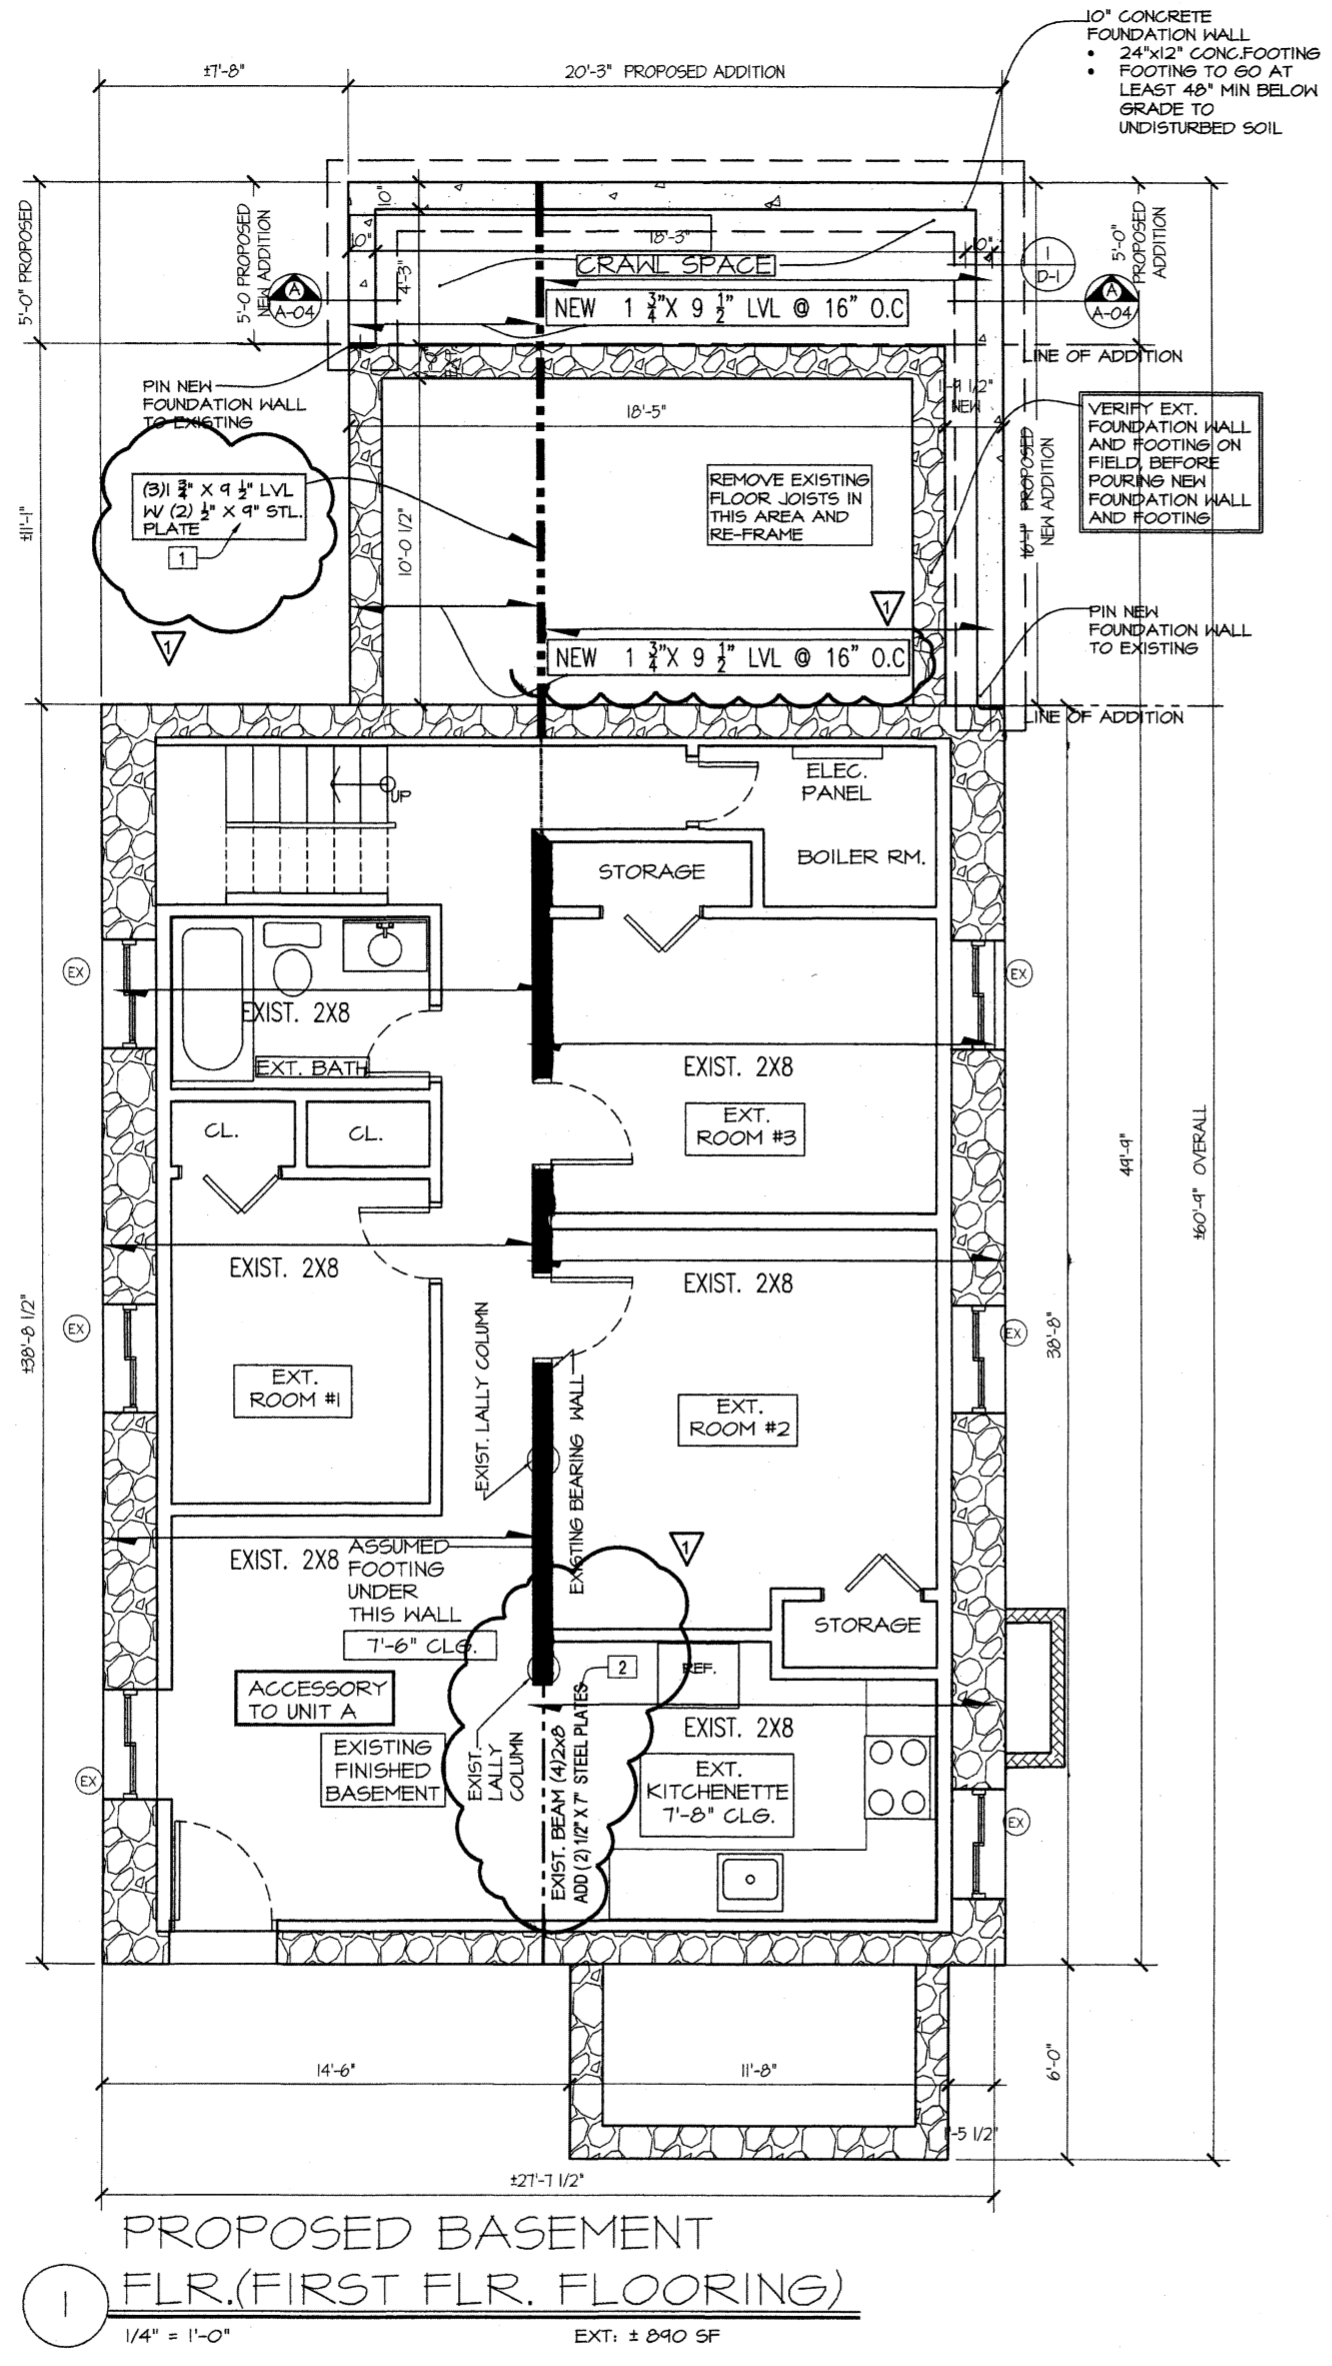 10" CONCRETE
FOUNDATION WALL
• 24"x12" CONC.FOOTING
• FOOTING TO GO AT
LEAST 48" MIN BELOW
GRADE TO
UNDISTURBED SOIL
±7'-8"
20'-3" PROPOSED ADDITION
5'-0" PROPOSED
5'-0 PROPOSED
NEW ADDITION
10"
10"
4'-3"
18'-3"
10"
CRAWL SPACE
1
D-1
5'-0"
PROPOSED
ADDITION
A
A-04
A
A-04
NEW 1 3/4"X 9 1/2" LVL @ 16" O.C
LINE OF ADDITION
PIN NEW
FOUNDATION WALL
TO EXISTING
18'-5"
1'-9 1/2"
NEW
VERIFY EXT.
FOUNDATION WALL
AND FOOTING ON
FIELD, BEFORE
POURING NEW
FOUNDATION WALL
AND FOOTING
(3)1 3/4" X 9 1/2" LVL
W/ (2) 1/2" X 9" STL.
PLATE
1
1
REMOVE EXISTING
FLOOR JOISTS IN
THIS AREA AND
RE-FRAME
±11'-1"
10'-0 1/2"
16'-1" PROPOSED
NEW ADDITION
1
PIN NEW
FOUNDATION WALL
TO EXISTING
NEW 1 3/4"X 9 1/2" LVL @ 16" O.C
LINE OF ADDITION
UP
ELEC.
PANEL
BOILER RM.
STORAGE
EX
EX
EXIST. 2X8
EXT. BATH
EXIST. 2X8
CL.
CL.
EXT.
ROOM #3
49'-9"
±60'-9" OVERALL
EXIST. 2X8
EXIST. 2X8
EX
EX
±38'-8 1/2"
38'-8"
EXT.
ROOM #1
EXIST. LALLY COLUMN
EXISTING BEARING WALL
EXT.
ROOM #2
EXIST. 2X8
ASSUMED
FOOTING
UNDER
THIS WALL
7'-6" CLG.
1
STORAGE
2
REF.
ACCESSORY
TO UNIT A
EXISTING
FINISHED
BASEMENT
EXIST.
LALLY
COLUMN
EXIST. BEAM (4)2x8
ADD (2) 1/2" X 7" STEEL PLATES
EXIST. 2X8
EXT.
KITCHENETTE
7'-8" CLG.
EX
EX
14'-6"
11'-8"
6'-0"
1'-5 1/2"
±27'-7 1/2"
PROPOSED BASEMENT
1
FLR.(FIRST FLR. FLOORING)
1/4" = 1'-0"
EXT: ± 890 SF